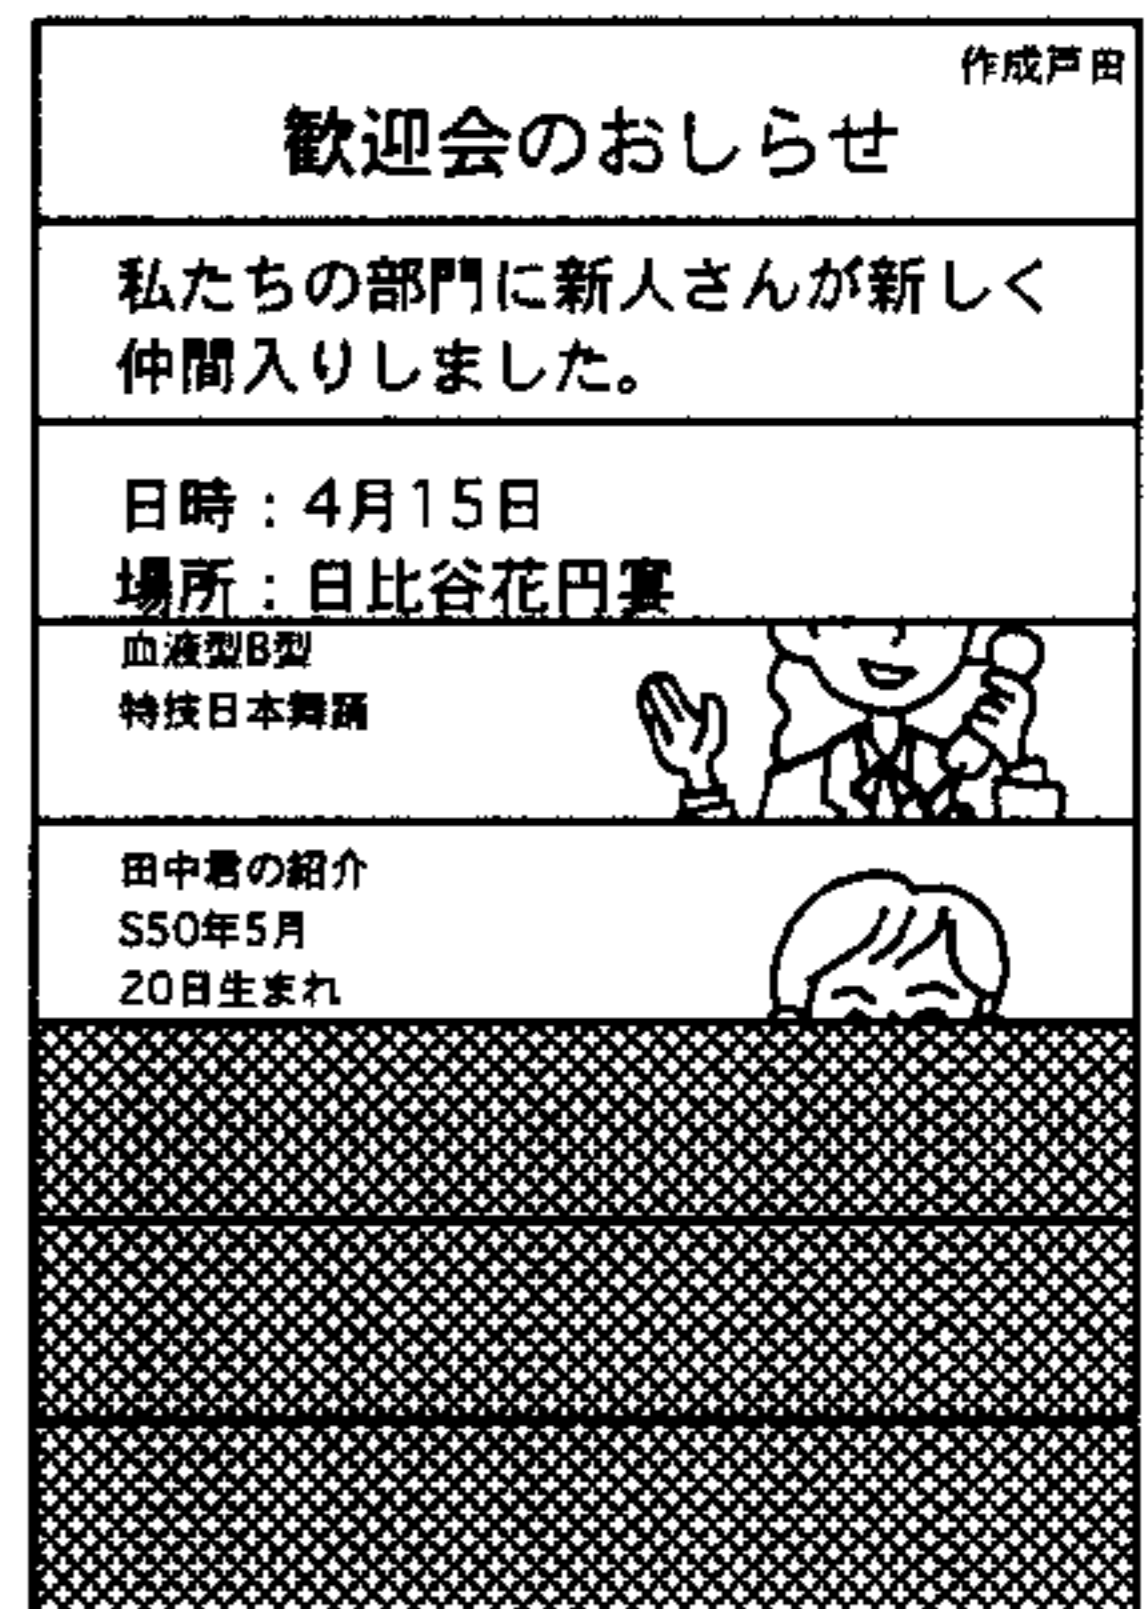 作成芦田
歓迎会のおしらせ
私たちの部門に新人さんが新しく
仲間入りしました。
日時：4月15日
場所：日比谷花円宴
血液型B型
特技日本舞踊
田中君の紹介
S50年5月
20日生まれ